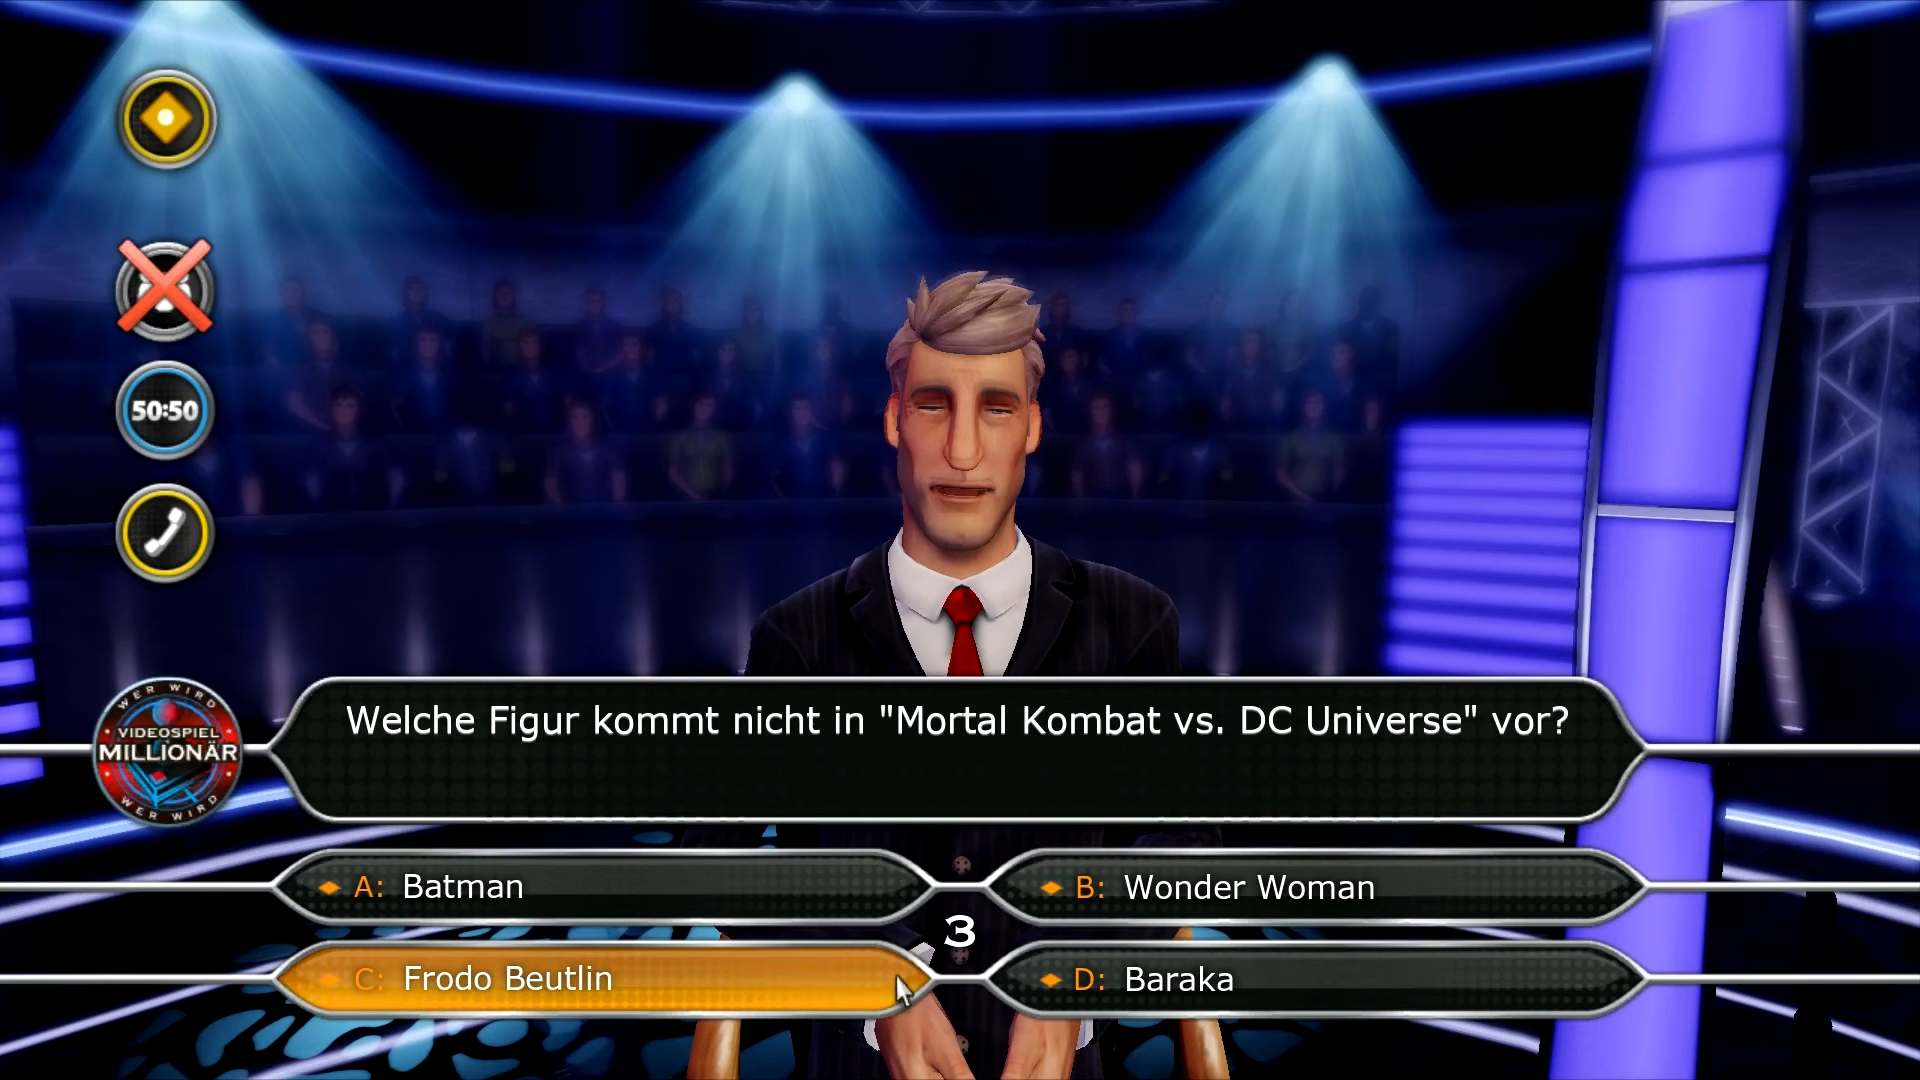 50:50
WER WIRD
VIDEOSPIEL
MILLIONÄR
WER WIRD
Welche Figur kommt nicht in "Mortal Kombat vs. DC Universe" vor?
A: Batman
B: Wonder Woman
3
C: Frodo Beutlin
D: Baraka